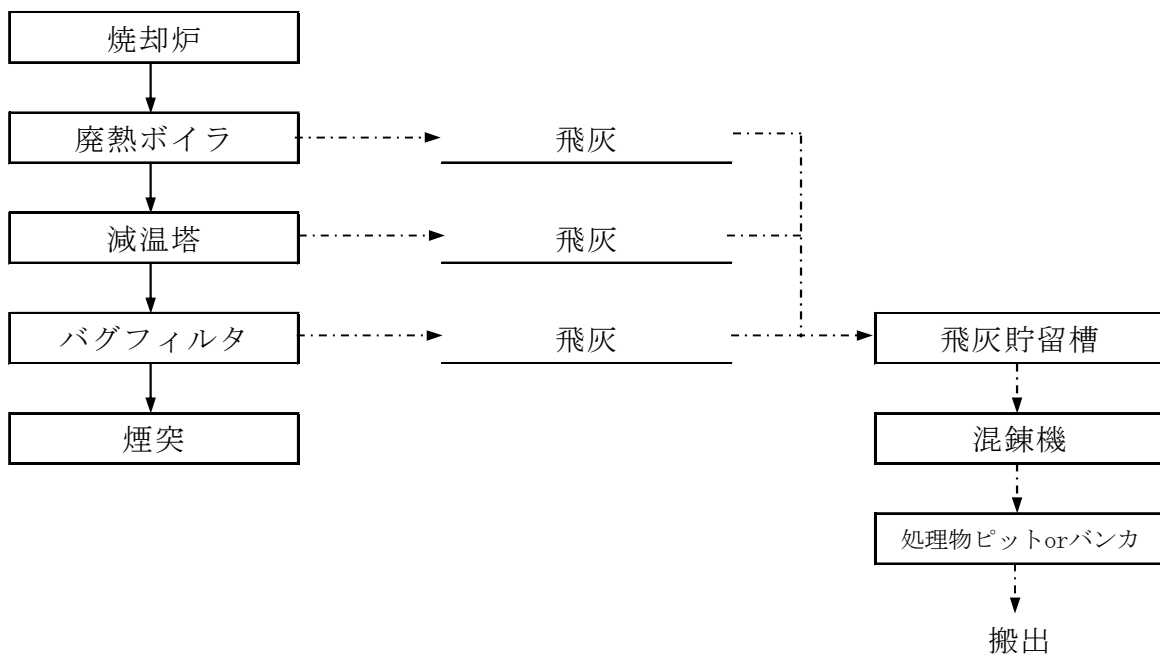 焼却炉
廃熱ボイラ
飛灰
減温塔
飛灰
バグフィルタ
飛灰
飛灰貯留槽
煙突
混錬機
処理物ピットorバンカ
搬出